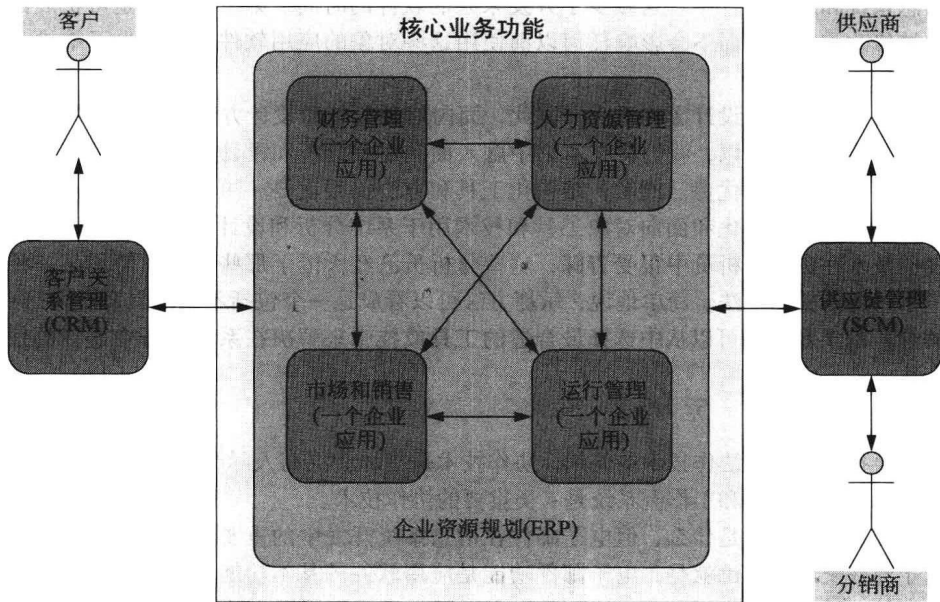 客户
核心业务功能
供应商
财务管理
(一个企业
应用)
人力资源管理
(一个企业
应用)
客户关
系管理
(CRM)
供应链管理
(SCM)
市场和销售
(一个企业
应用)
运行管理
(一个企业
应用)
企业资源规划(ERP)
分销商